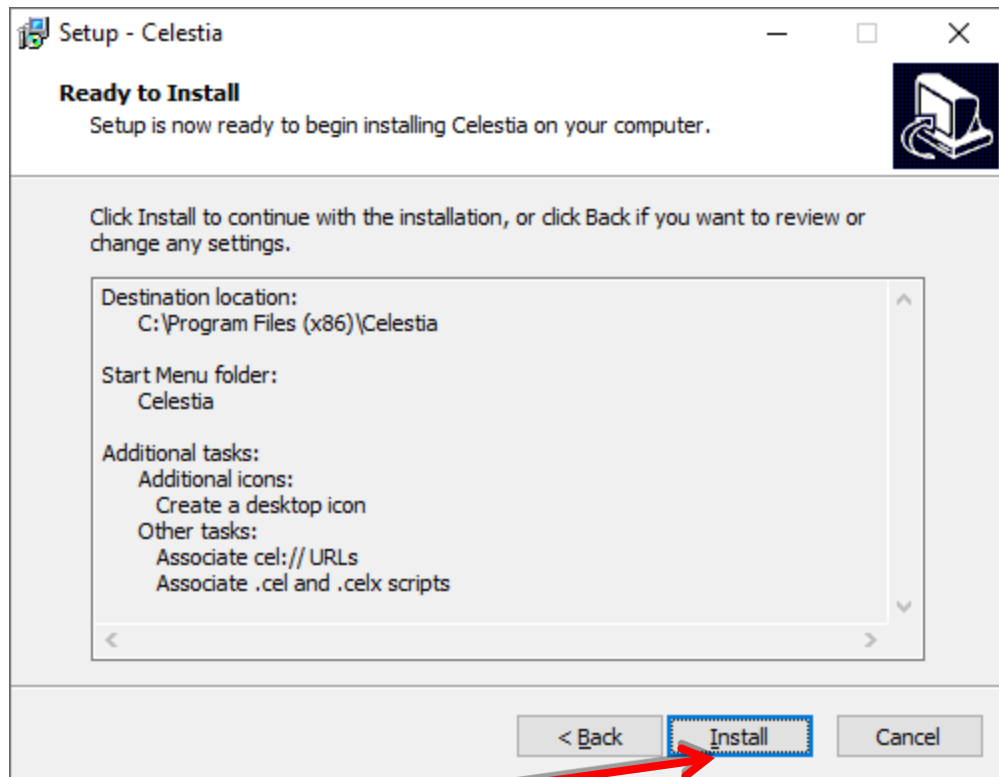 Setup - Celestia
Ready to Install
Setup is now ready to begin installing Celestia on your computer.
Click Install to continue with the installation, or click Back if you want to review or
change any settings.
Destination location:
C:\Program Files (x86)\Celestia
Start Menu folder:
Celestia
Additional tasks:
Additional icons:
Create a desktop icon
Other tasks:
Associate cel:// URLs
Associate .cel and .celx scripts
< Back
Install
Cancel